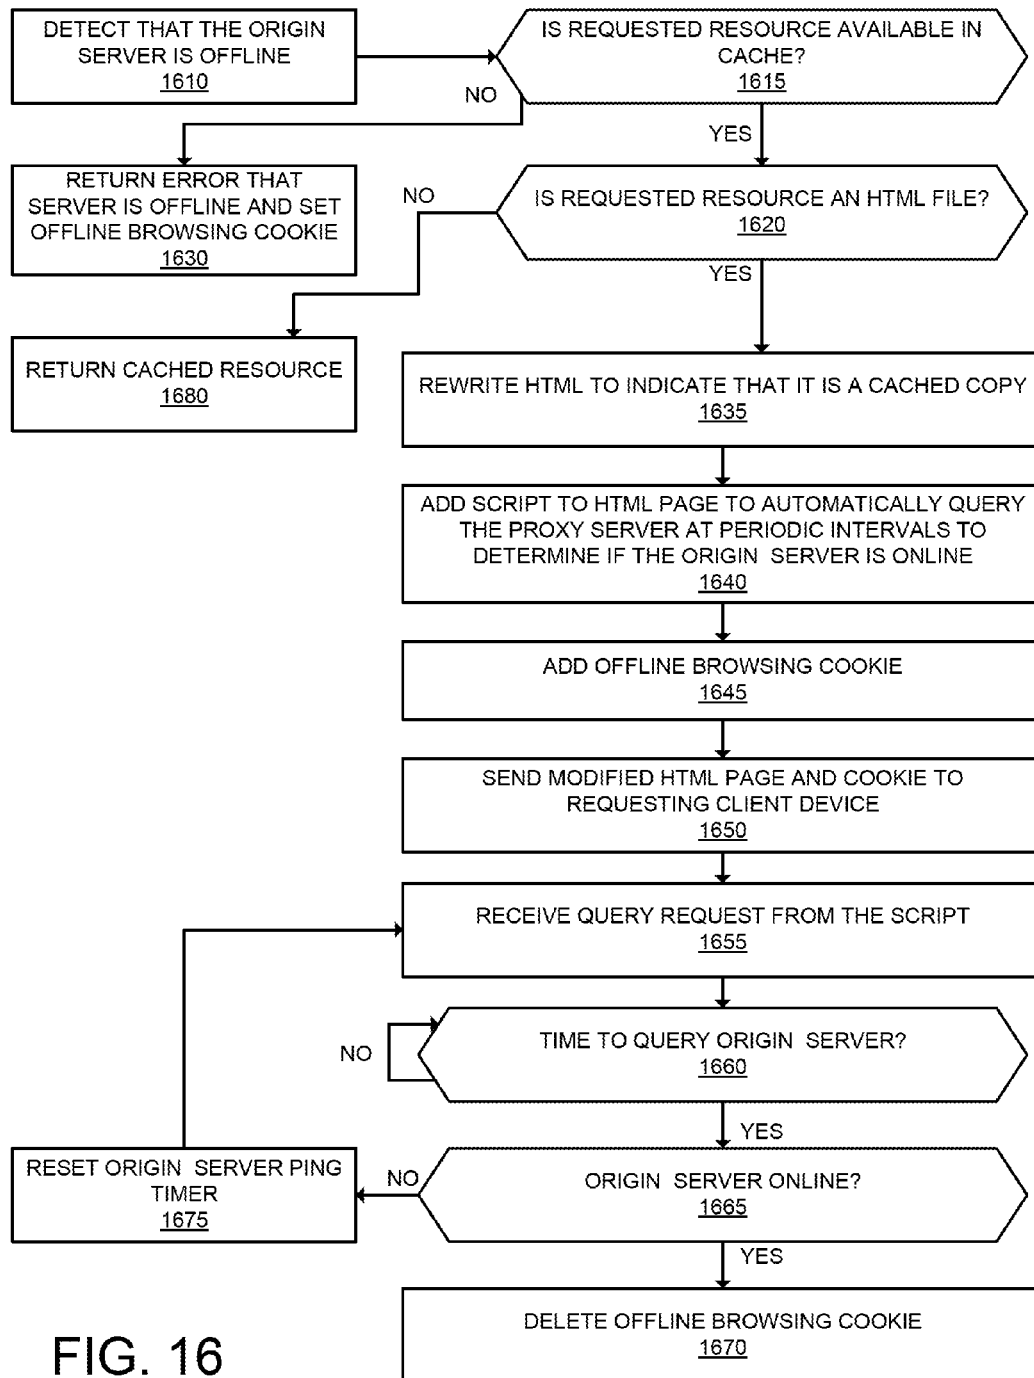 DETECT THAT THE ORIGIN
SERVER IS OFFLINE
1610
IS REQUESTED RESOURCE AVAILABLE IN
CACHE?
1615
NO
YES
RETURN ERROR THAT
SERVER IS OFFLINE AND SET
OFFLINE BROWSING COOKIE
1630
NO
IS REQUESTED RESOURCE AN HTML FILE?
1620
YES
RETURN CACHED RESOURCE
1680
REWRITE HTML TO INDICATE THAT IT IS A CACHED COPY
1635
ADD SCRIPT TO HTML PAGE TO AUTOMATICALLY QUERY
THE PROXY SERVER AT PERIODIC INTERVALS TO
DETERMINE IF THE ORIGIN SERVER IS ONLINE
1640
ADD OFFLINE BROWSING COOKIE
1645
SEND MODIFIED HTML PAGE AND COOKIE TO
REQUESTING CLIENT DEVICE
1650
RECEIVE QUERY REQUEST FROM THE SCRIPT
1655
TIME TO QUERY ORIGIN SERVER?
1660
NO
YES
RESET ORIGIN SERVER PING
TIMER
1675
NO
ORIGIN SERVER ONLINE?
1665
YES
DELETE OFFLINE BROWSING COOKIE
1670
FIG. 16